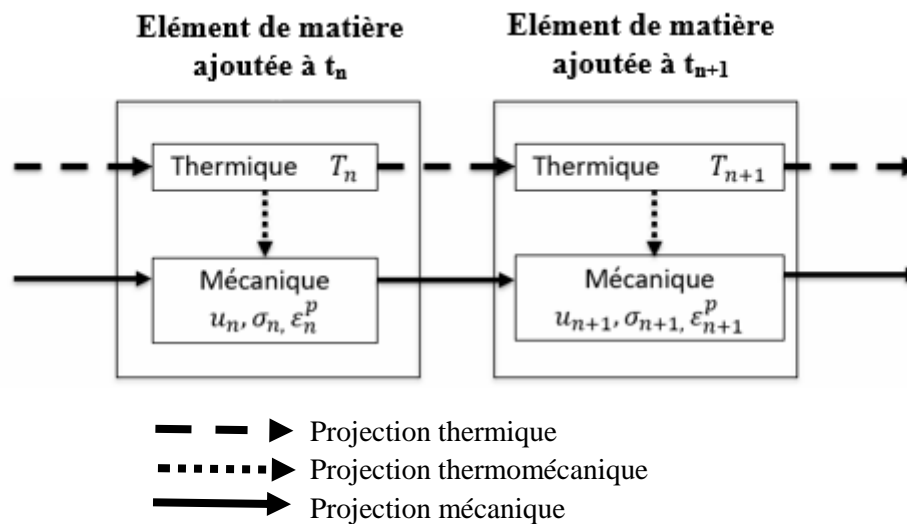 Elément de matière
ajoutée à tₙ
Elément de matière
ajoutée à tₙ₊₁
Thermique Tₙ
Thermique Tₙ₊₁
Mécanique
uₙ, σₙ, εₙᵖ
Mécanique
uₙ₊₁, σₙ₊₁, εₙ₊₁ᵖ
Projection thermique
Projection thermomécanique
Projection mécanique